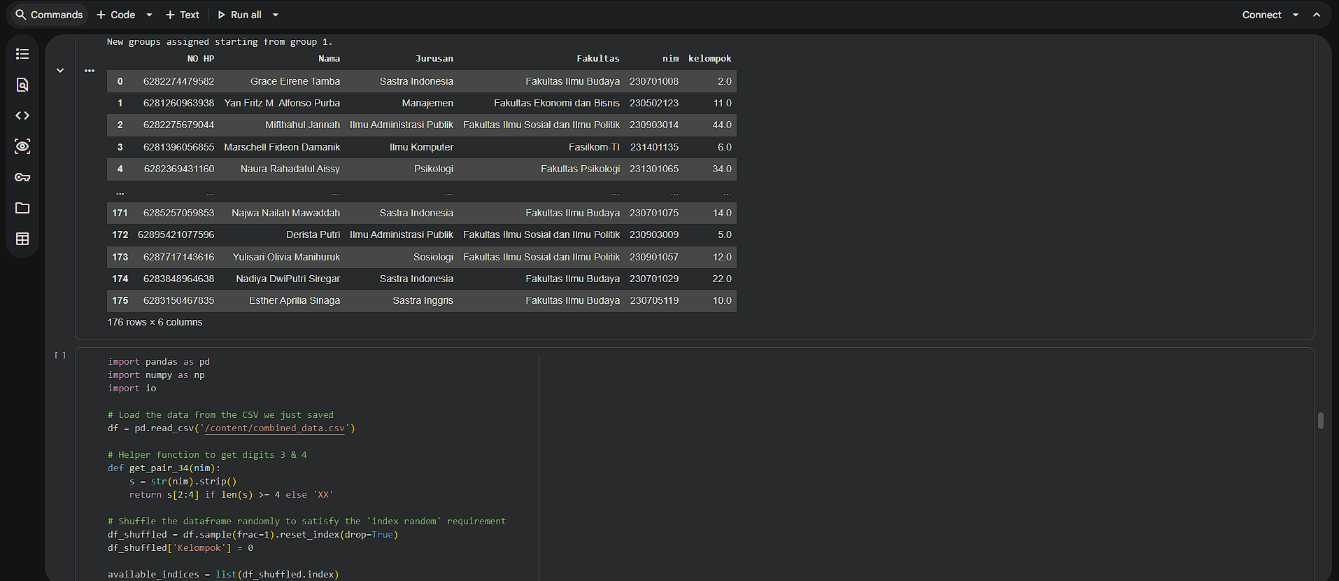 Commands + Code + Text Run all Connect
New groups assigned starting from group 1.
NO HP Nama Jurusan Fakultas nim kelompok
0 6282274479582 Grace Eirene Tamba Sastra Indonesia Fakultas Ilmu Budaya 230701008 2.0
1 6281260963938 Yan Fritz M. Alfonso Purba Manajemen Fakultas Ekonomi dan Bisnis 230502123 11.0
2 6282275679044 Mifthahul Jannah Ilmu Administrasi Publik Fakultas Ilmu Sosial dan Ilmu Politik 230903014 44.0
3 6281396056855 Marschell Fideon Damanik Ilmu Komputer Fasilkom-TI 231401135 6.0
4 6282369431160 Naura Rahadatul Aissy Psikologi Fakultas Psikologi 231301065 34.0
... ... ... ... ... ... ...
171 6285257059853 Najwa Nailah Mawaddah Sastra Indonesia Fakultas Ilmu Budaya 230701075 14.0
172 62895421077596 Derista Putri Ilmu Administrasi Publik Fakultas Ilmu Sosial dan Ilmu Politik 230903009 5.0
173 6287717143616 Yulisari Olivia Manihuruk Sosiologi Fakultas Ilmu Sosial dan Ilmu Politik 230901057 12.0
174 6283848964638 Nadiya DwiPutri Siregar Sastra Indonesia Fakultas Ilmu Budaya 230701029 22.0
175 6283150467835 Esther Aprilia Sinaga Sastra Inggris Fakultas Ilmu Budaya 230705119 10.0
176 rows × 6 columns
[ ]
import pandas as pd
import numpy as np
import io
# Load the data from the CSV we just saved
df = pd.read_csv('/content/combined_data.csv')
# Helper function to get digits 3 & 4
def get_pair_34(nim):
s = str(nim).strip()
return s[2:4] if len(s) >= 4 else 'XX'
# Shuffle the dataframe randomly to satisfy the 'index random' requirement
df_shuffled = df.sample(frac=1).reset_index(drop=True)
df_shuffled['Kelompok'] = 0
available_indices = list(df_shuffled.index)